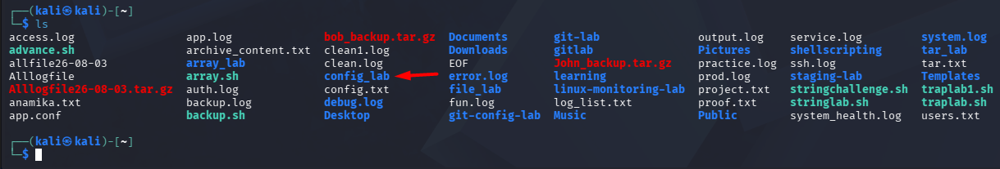 ┌──(kali㉿kali)-[~]
└─$ ls
access.log app.log bob_backup.tar.gz Documents git-lab output.log service.log system.log
advance.sh archive_content.txt clean1.log Downloads gitlab Pictures shellscripting tar_lab
allfile26-08-03 array_lab clean.log EOF John_backup.tar.gz practice.log ssh.log tar.txt
Alllogfile array.sh config_lab error.log learning prod.log staging-lab Templates
Alllogfile26-08-03.tar.gz auth.log config.txt file_lab linux-monitoring-lab project.txt stringchallenge.sh traplab1.sh
anamika.txt backup.log debug.log fun.log log_list.txt proof.txt stringlab.sh traplab.sh
app.conf backup.sh Desktop git-config-lab Music Public system_health.log users.txt
┌──(kali㉿kali)-[~]
└─$